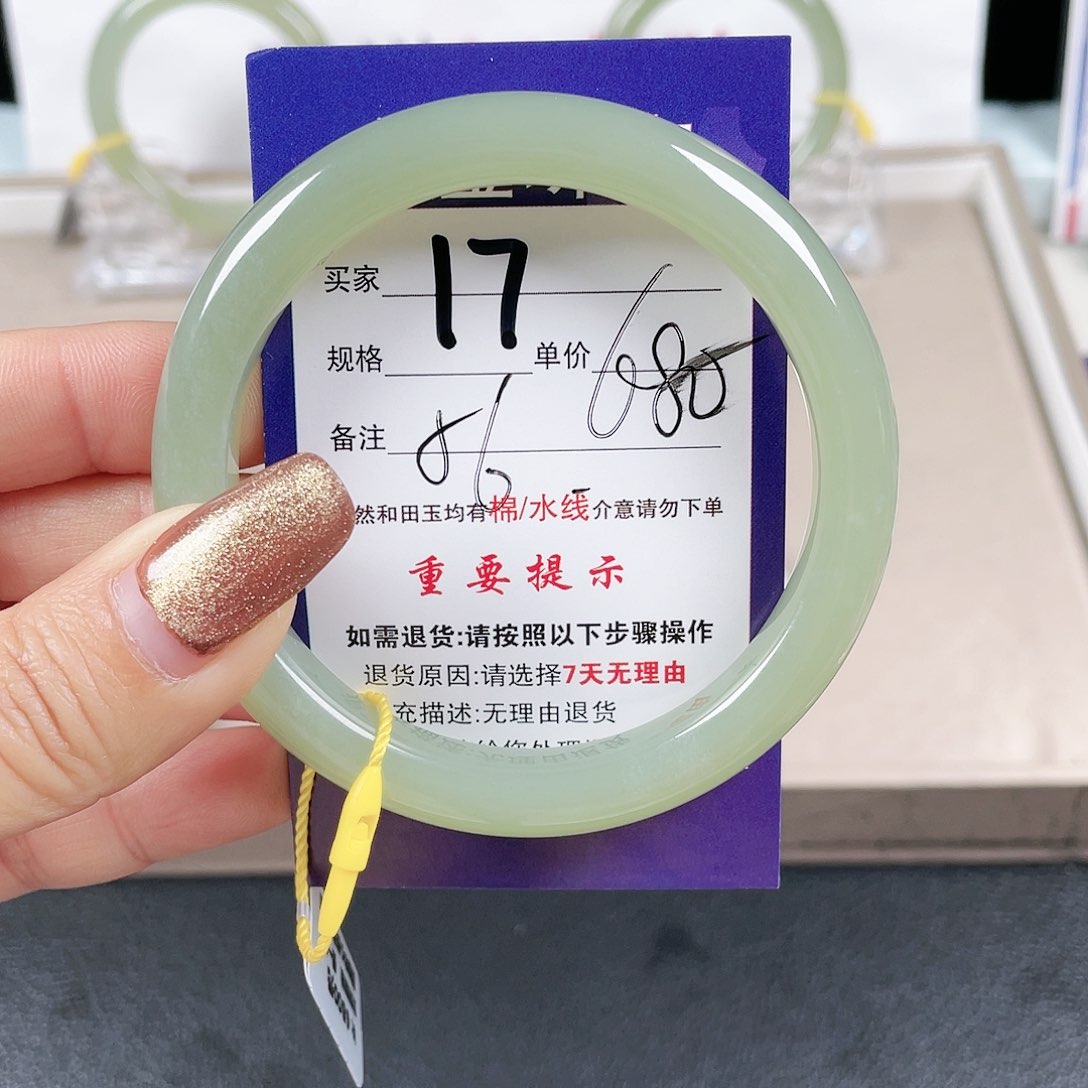 买家 17
规格 单价 680
备注 56
然和田玉均有棉/水线介意请勿下单
重要提示
如需退货:请按照以下步骤操作
退货原因:请选择7天无理由
充描述:无理由退货